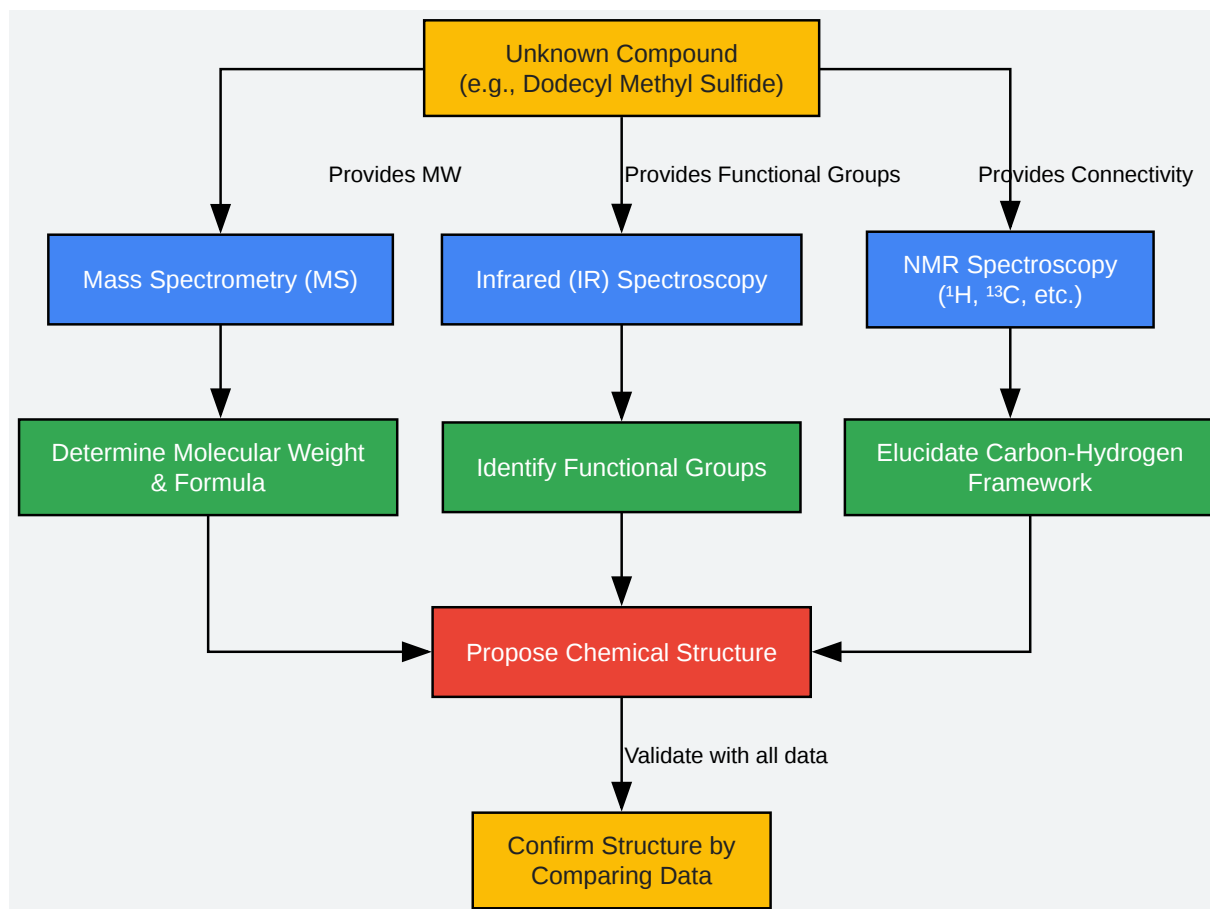 Unknown Compound
(e.g., Dodecyl Methyl Sulfide)
Provides MW
Provides Functional Groups
Provides Connectivity
Mass Spectrometry (MS)
Infrared (IR) Spectroscopy
NMR Spectroscopy
(¹H, ¹³C, etc.)
Determine Molecular Weight
& Formula
Identify Functional Groups
Elucidate Carbon-Hydrogen
Framework
Propose Chemical Structure
Validate with all data
Confirm Structure by
Comparing Data